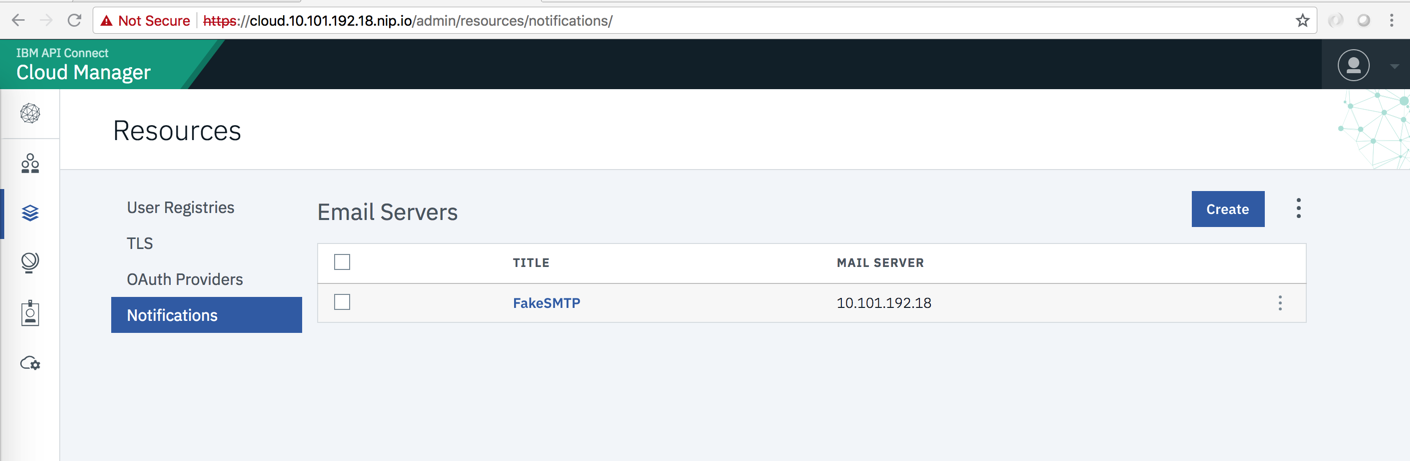 Not Secure https://cloud.10.101.192.18.nip.io/admin/resources/notifications/
IBM API Connect
Cloud Manager
Resources
User Registries
TLS
OAuth Providers
Notifications
Email Servers
Create
TITLE MAIL SERVER
FakeSMTP 10.101.192.18